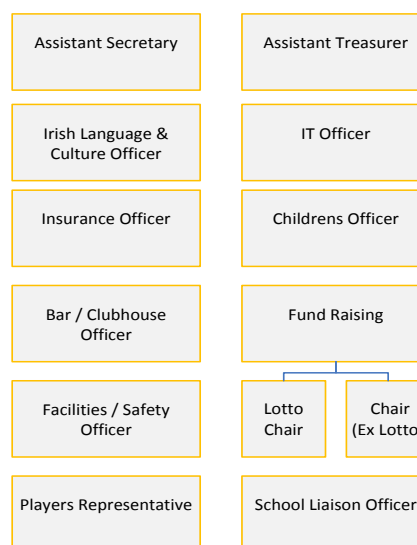 Assistant Secretary
Assistant Treasurer
Irish Language &
Culture Officer
IT Officer
Insurance Officer
Childrens Officer
Bar / Clubhouse
Officer
Fund Raising
Facilities / Safety
Officer
Lotto
Chair
Chair
(Ex Lotto
Players Representative
School Liaison Officer